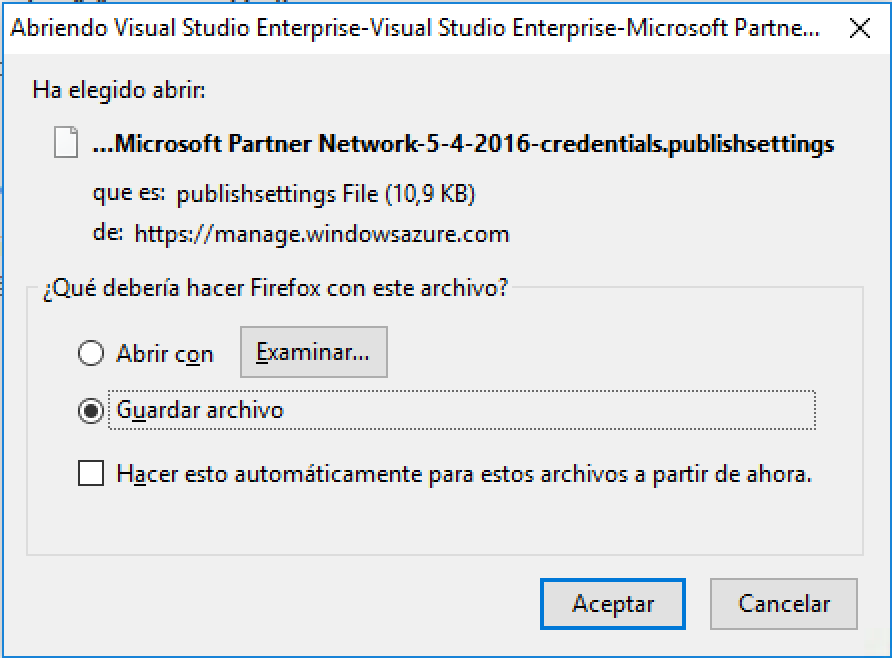 Abriendo Visual Studio Enterprise-Visual Studio Enterprise-Microsoft Partne...
Ha elegido abrir:
...Microsoft Partner Network-5-4-2016-credentials.publishsettings
que es: publishsettings File (10,9 KB)
de: https://manage.windowsazure.com
¿Qué debería hacer Firefox con este archivo?
Abrir con Examinar...
Guardar archivo
Hacer esto automáticamente para estos archivos a partir de ahora.
Aceptar Cancelar